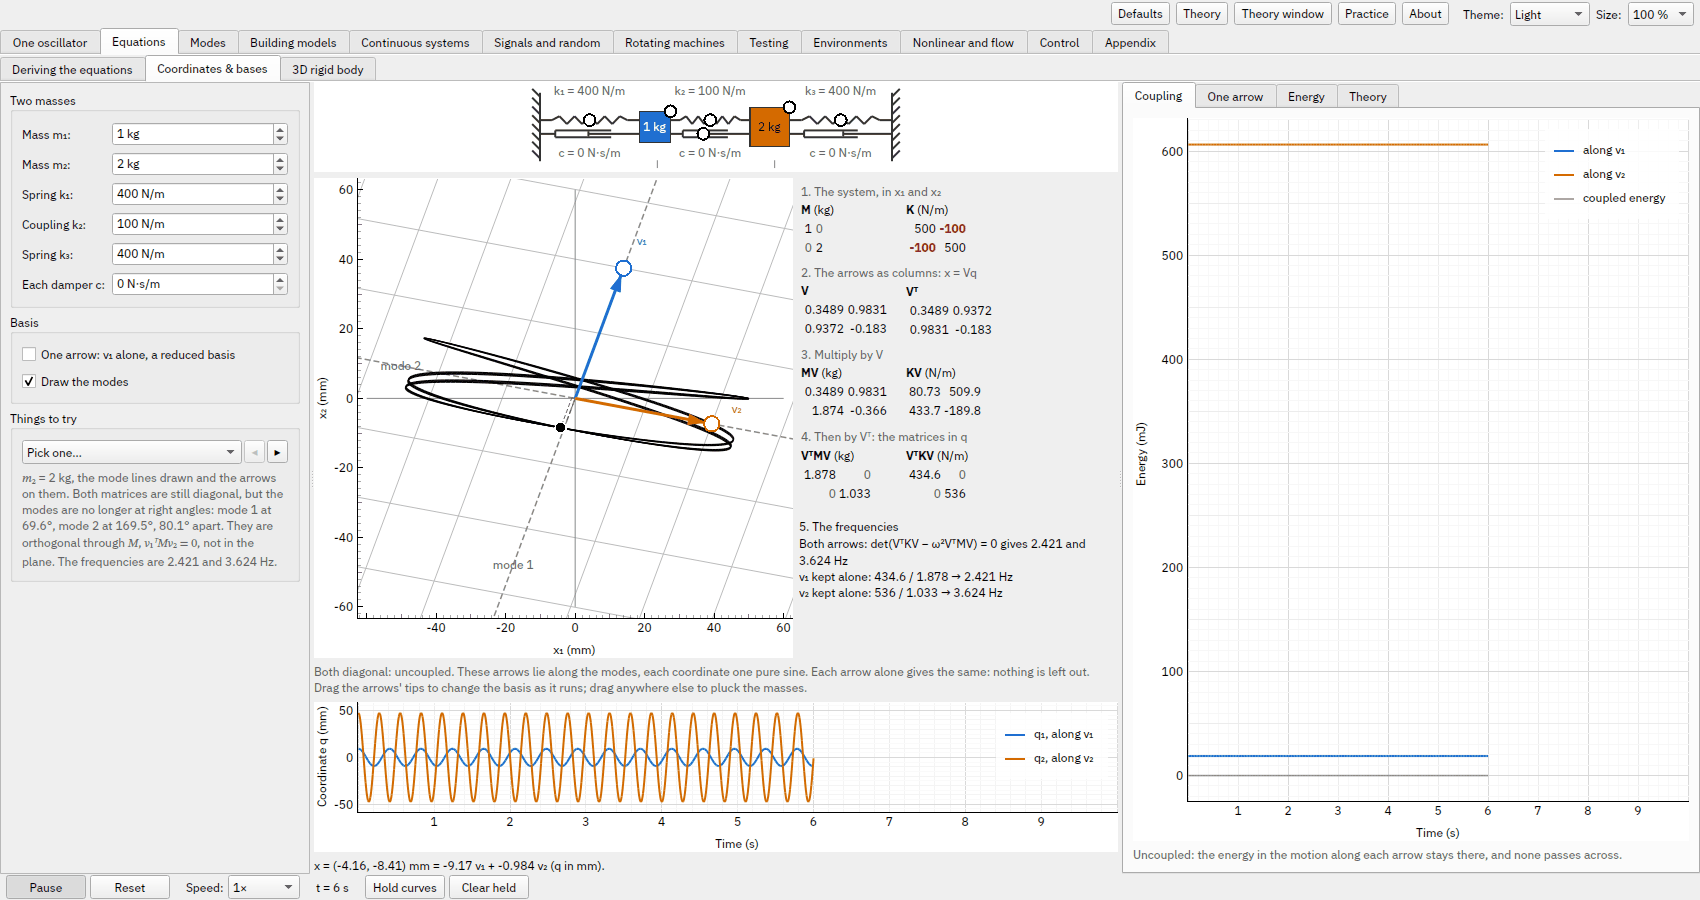 Defaults Theory Theory window Practice About Theme: Light Size: 100 %
One oscillator Equations Modes Building models Continuous systems Signals and random Rotating machines Testing Environments Nonlinear and flow Control Appendix
Deriving the equations Coordinates & bases 3D rigid body
Two masses
Mass m₁: 1 kg
Mass m₂: 2 kg
Spring k₁: 400 N/m
Coupling k₂: 100 N/m
Spring k₃: 400 N/m
Each damper c: 0 N·s/m
Basis
One arrow: v₁ alone, a reduced basis
Draw the modes
Things to try
Pick one...
m₂ = 2 kg, the mode lines drawn and the arrows
on them. Both matrices are still diagonal, but the
modes are no longer at right angles: mode 1 at
69.6°, mode 2 at 169.5°, 80.1° apart. They are
orthogonal through M, v₁ᵀMv₂ = 0, not in the
plane. The frequencies are 2.421 and 3.624 Hz.
k₁ = 400 N/m k₂ = 100 N/m k₃ = 400 N/m
1 kg 2 kg
c = 0 N·s/m c = 0 N·s/m c = 0 N·s/m
60
40
20
0
-20
-40
-60
x₂ (mm)
v₁
mode 2
v₂
mode 1
-40 -20 0 20 40 60
x₁ (mm)
1. The system, in x₁ and x₂
M (kg) K (N/m)
1 0 500 -100
0 2 -100 500
2. The arrows as columns: x = Vq
V Vᵀ
0.3489 0.9831 0.3489 0.9372
0.9372 -0.183 0.9831 -0.183
3. Multiply by V
MV (kg) KV (N/m)
0.3489 0.9831 80.73 509.9
1.874 -0.366 433.7 -189.8
4. Then by Vᵀ: the matrices in q
VᵀMV (kg) VᵀKV (N/m)
1.878 0 434.6 0
0 1.033 0 536
5. The frequencies
Both arrows: det(VᵀKV − ω²VᵀMV) = 0 gives 2.421 and
3.624 Hz
v₁ kept alone: 434.6 / 1.878 → 2.421 Hz
v₂ kept alone: 536 / 1.033 → 3.624 Hz
Both diagonal: uncoupled. These arrows lie along the modes, each coordinate one pure sine. Each arrow alone gives the same: nothing is left out.
Drag the arrows' tips to change the basis as it runs; drag anywhere else to pluck the masses.
50
0
-50
Coordinate q (mm)
q₁, along v₁
q₂, along v₂
1 2 3 4 5 6 7 8 9
Time (s)
x = (-4.16, -8.41) mm = -9.17 v₁ + -0.984 v₂ (q in mm).
Pause Reset Speed: 1× t = 6 s Hold curves Clear held
Coupling One arrow Energy Theory
600
500
400
300
200
100
0
Energy (mJ)
along v₁
along v₂
coupled energy
1 2 3 4 5 6 7 8 9
Time (s)
Uncoupled: the energy in the motion along each arrow stays there, and none passes across.